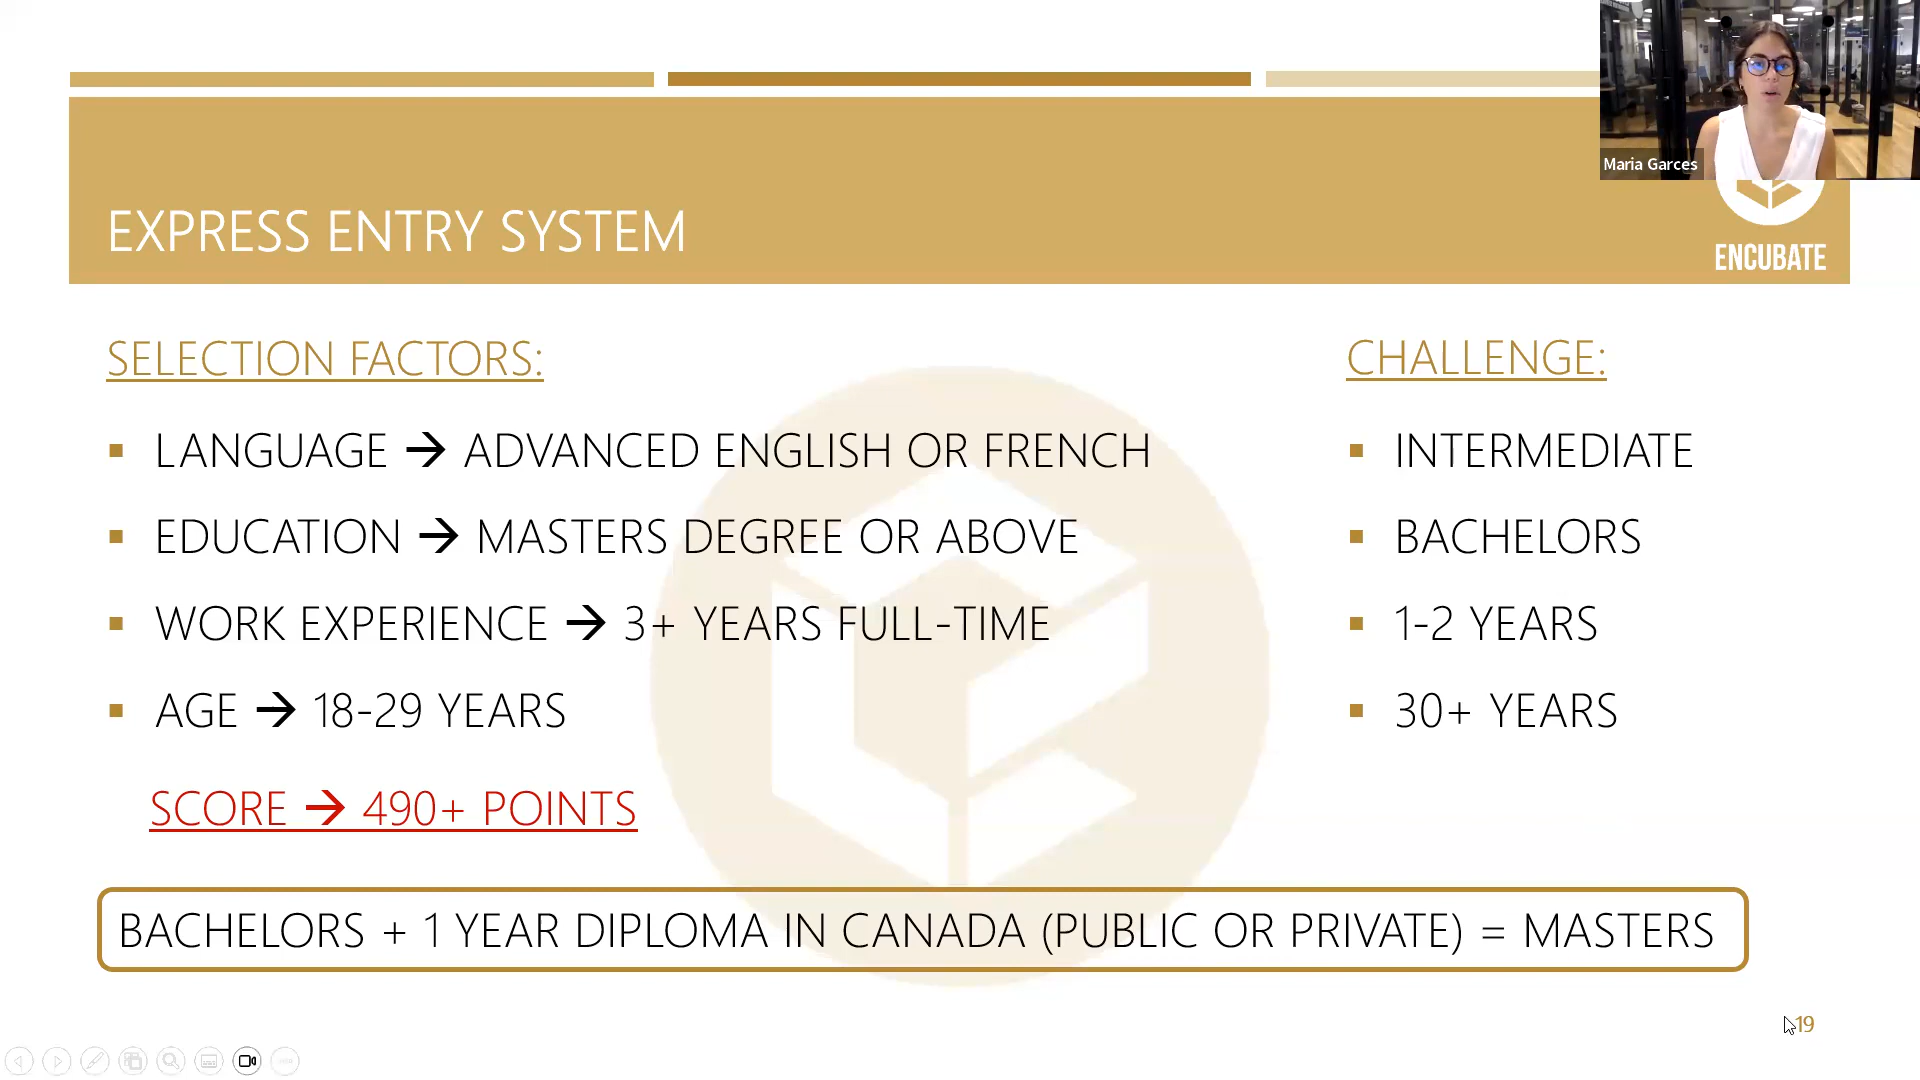 Maria Garces
EXPRESS ENTRY SYSTEM
ENCUBATE
SELECTION FACTORS:
▪ LANGUAGE → ADVANCED ENGLISH OR FRENCH
▪ EDUCATION → MASTERS DEGREE OR ABOVE
▪ WORK EXPERIENCE → 3+ YEARS FULL-TIME
▪ AGE → 18-29 YEARS
SCORE → 490+ POINTS
CHALLENGE:
▪ INTERMEDIATE
▪ BACHELORS
▪ 1-2 YEARS
▪ 30+ YEARS
BACHELORS + 1 YEAR DIPLOMA IN CANADA (PUBLIC OR PRIVATE) = MASTERS
19